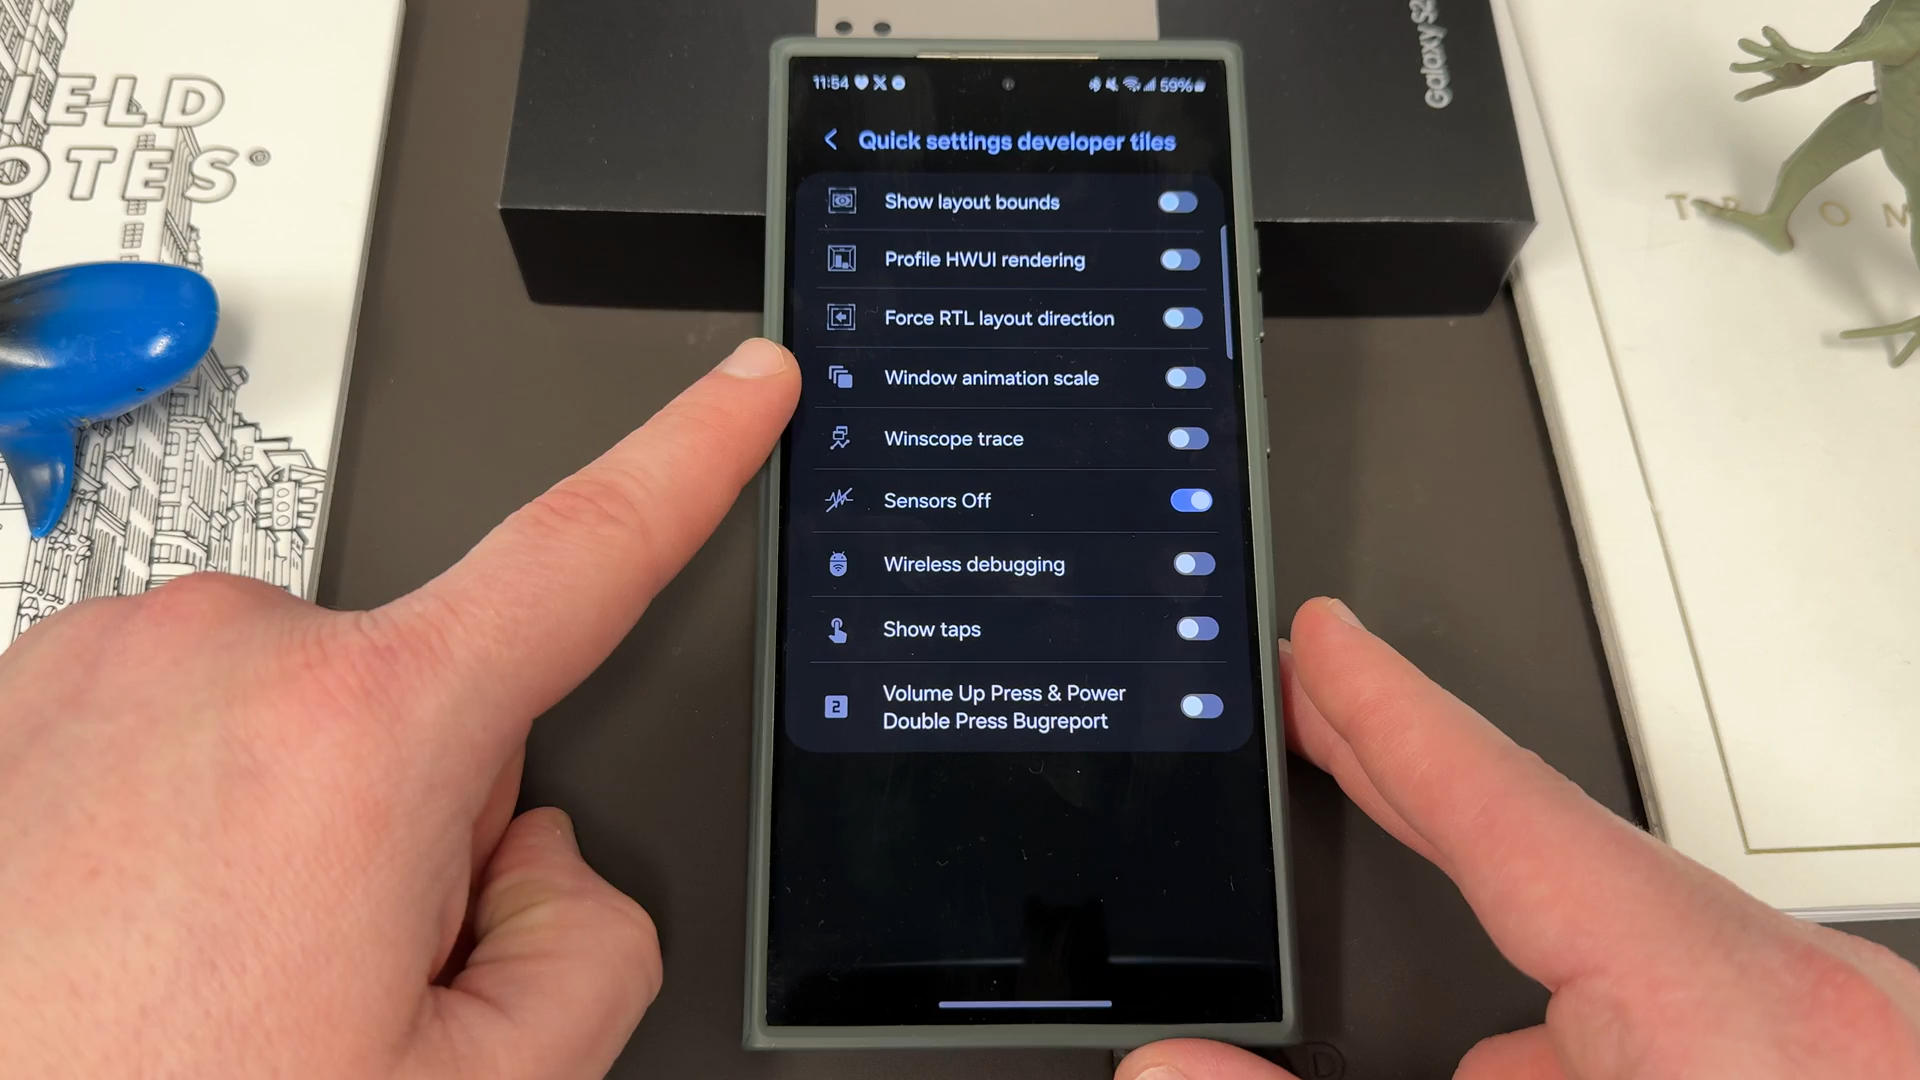 IELD
OTES®
Galaxy S2
11:54
59%
Quick settings developer tiles
Show layout bounds
Profile HWUI rendering
Force RTL layout direction
Window animation scale
Winscope trace
Sensors Off
Wireless debugging
Show taps
2
Volume Up Press & Power
Double Press Bugreport